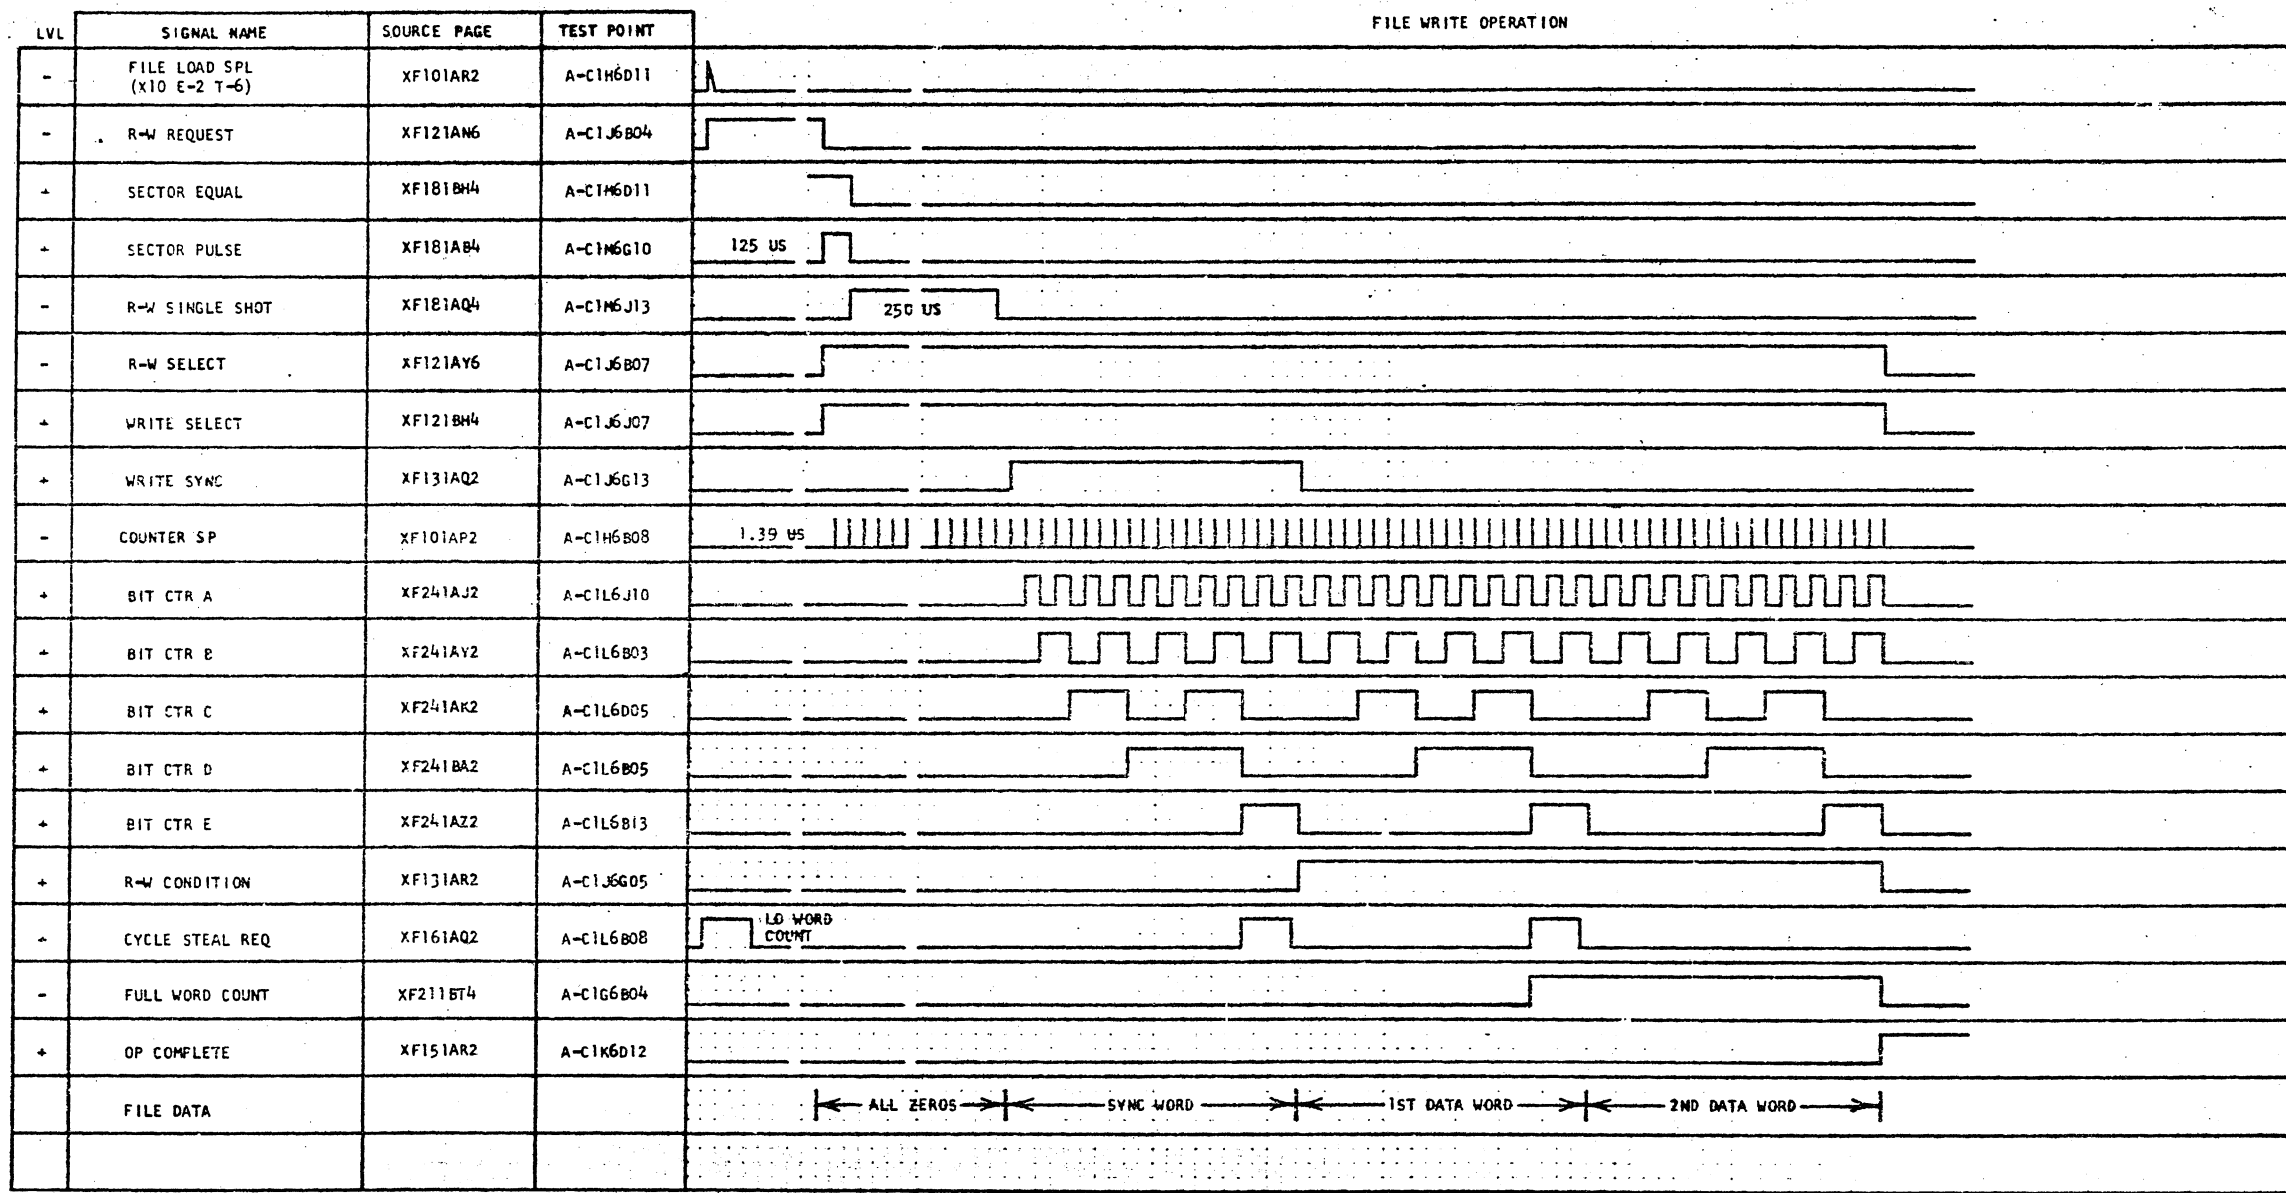 FILE WRITE OPERATION
LVL SIGNAL NAME SOURCE PAGE TEST POINT
- FILE LOAD SPL XF101AR2 A-C1H6D11
(X10 E-2 T-6)
- R-W REQUEST XF121AN6 A-C1J6B04
+ SECTOR EQUAL XF181BH4 A-C1M6D11
+ SECTOR PULSE XF181AB4 A-C1M6G10 125 US
- R-W SINGLE SHOT XF181AQ4 A-C1M6J13 250 US
- R-W SELECT XF121AY6 A-C1J6B07
+ WRITE SELECT XF121BH4 A-C1J6J07
+ WRITE SYNC XF131AQ2 A-C1J6G13
- COUNTER SP XF101AP2 A-C1H6B08 1.39 US
+ BIT CTR A XF241AJ2 A-C1L6J10
+ BIT CTR B XF241AY2 A-C1L6B03
+ BIT CTR C XF241AK2 A-C1L6D05
+ BIT CTR D XF241BA2 A-C1L6B05
+ BIT CTR E XF241AZ2 A-C1L6B13
+ R-W CONDITION XF131AR2 A-C1J6G05
+ CYCLE STEAL REQ XF161AQ2 A-C1L6B08 LD WORD
COUNT
- FULL WORD COUNT XF211BT4 A-C1G6B04
+ OP COMPLETE XF151AR2 A-C1K6D12
FILE DATA ALL ZEROS SYNC WORD 1ST DATA WORD 2ND DATA WORD